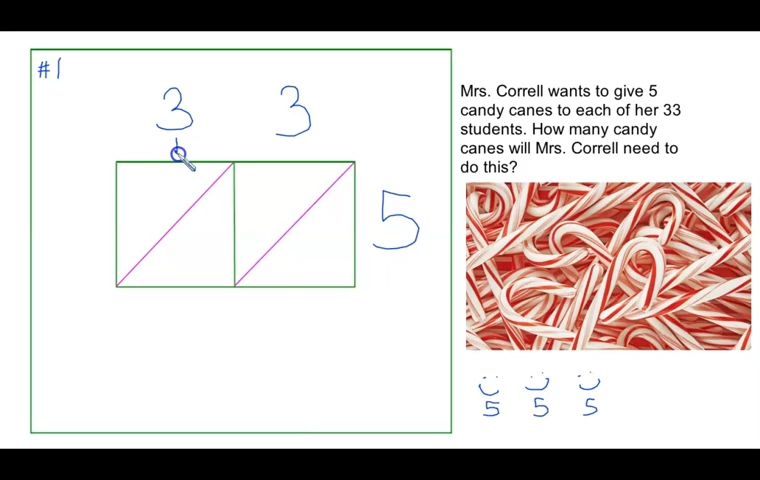 #1
3 3
5
Mrs. Correll wants to give 5
candy canes to each of her 33
students. How many candy
canes will Mrs. Correll need to
do this?
5 5 5